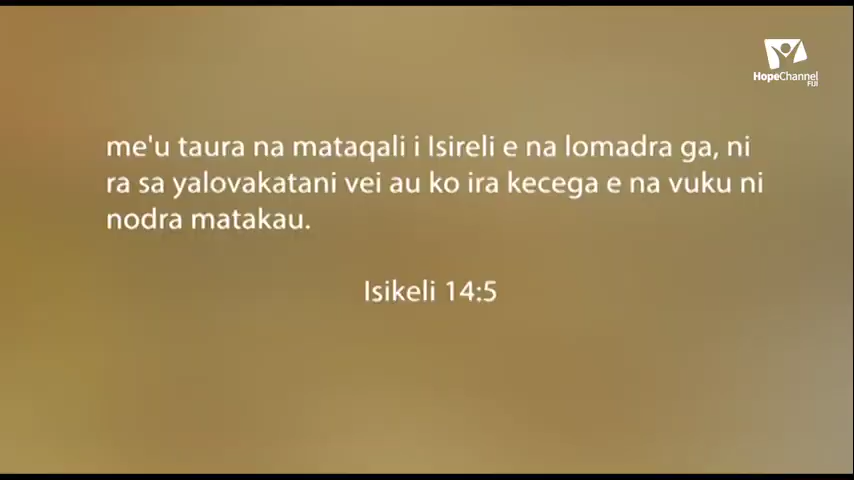 HopeChannel
FIJI
me'u taura na mataqali i Isireli e na lomadra ga, ni
ra sa yalovakatani vei au ko ira kecega e na vuku ni
nodra matakau.
Isikeli 14:5